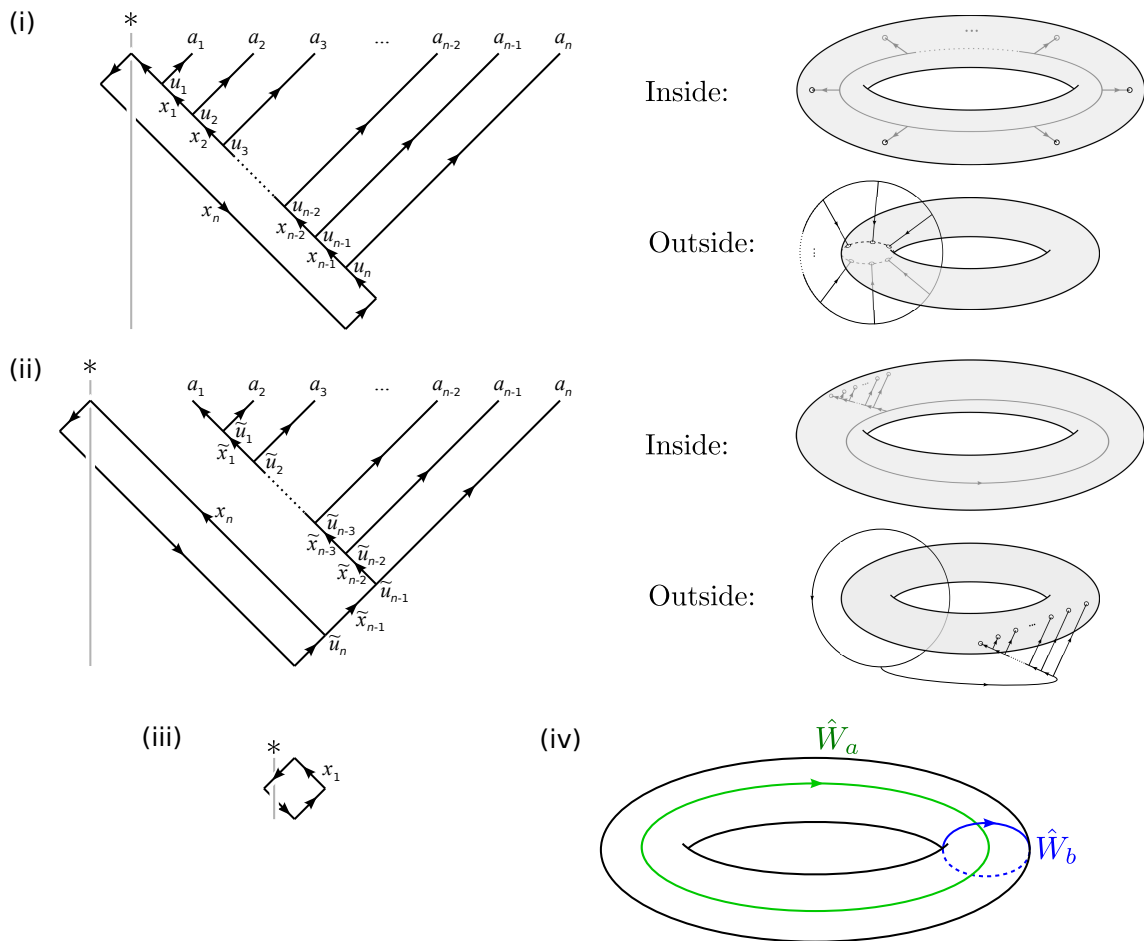 (i)
*
a₁ a₂ a₃ ... aₙ₋₂ aₙ₋₁ aₙ
u₁
x₁ u₂
x₂ u₃
xₙ uₙ₋₂
xₙ₋₂ uₙ₋₁
xₙ₋₁ uₙ
Inside:
...
Outside:
...
(ii)
*
a₁ a₂ a₃ ... aₙ₋₂ aₙ₋₁ aₙ
ũ₁
x̃₁ ũ₂
xₙ ũₙ₋₃
x̃ₙ₋₃ ũₙ₋₂
x̃ₙ₋₂ ũₙ₋₁
x̃ₙ₋₁
ũₙ
Inside:
...
Outside:
...
(iii)
*
x₁
(iv)
Ŵₐ
Ŵ_b